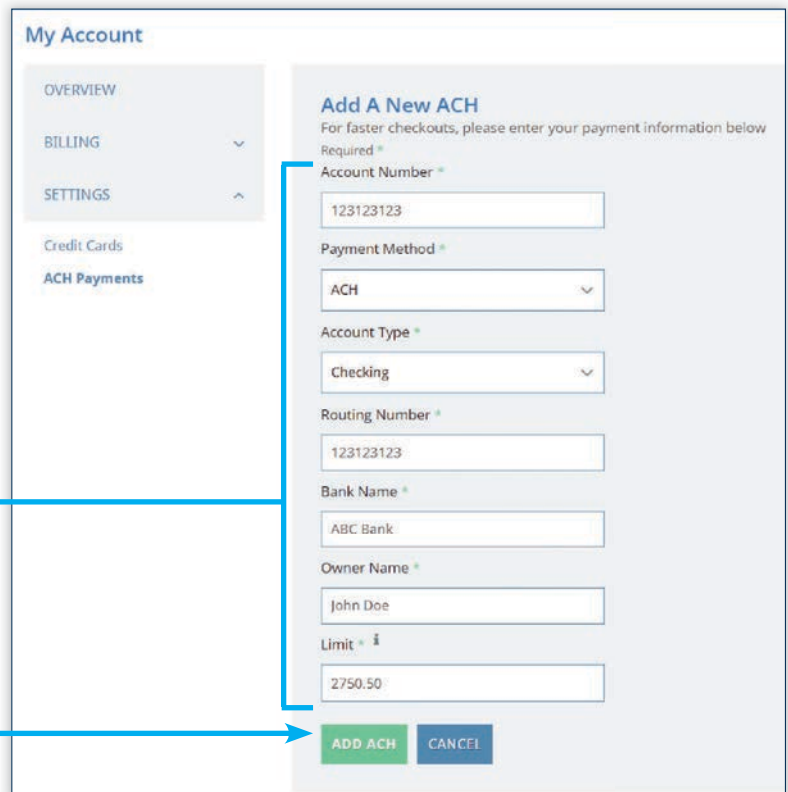 My Account
OVERVIEW
BILLING
SETTINGS
Credit Cards
ACH Payments
Add A New ACH
For faster checkouts, please enter your payment information below
Required *
Account Number *
123123123
Payment Method *
ACH
Account Type *
Checking
Routing Number *
123123123
Bank Name *
ABC Bank
Owner Name *
John Doe
Limit * i
2750.50
ADD ACH CANCEL